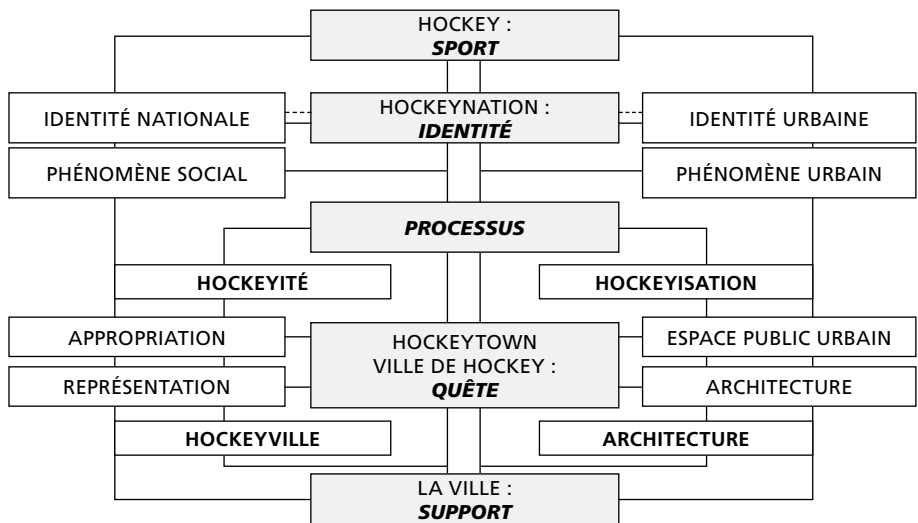 HOCKEY :
SPORT
IDENTITÉ NATIONALE
HOCKEYNATION :
IDENTITÉ
IDENTITÉ URBAINE
PHÉNOMÈNE SOCIAL
PHÉNOMÈNE URBAIN
PROCESSUS
HOCKEYITÉ
HOCKEYISATION
APPROPRIATION
HOCKEYTOWN
VILLE DE HOCKEY :
QUÊTE
ESPACE PUBLIC URBAIN
REPRÉSENTATION
ARCHITECTURE
HOCKEYVILLE
ARCHITECTURE
LA VILLE :
SUPPORT